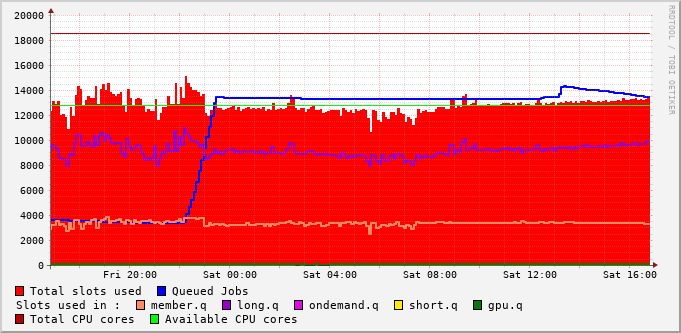 20000
18000
16000
14000
12000
10000
8000
6000
4000
2000
0
Fri 20:00 Sat 00:00 Sat 04:00 Sat 08:00 Sat 12:00 Sat 16:00
RRDTOOL / TOBI OETIKER
Total slots used Queued Jobs
Slots used in : member.q long.q ondemand.q short.q gpu.q
Total CPU cores Available CPU cores